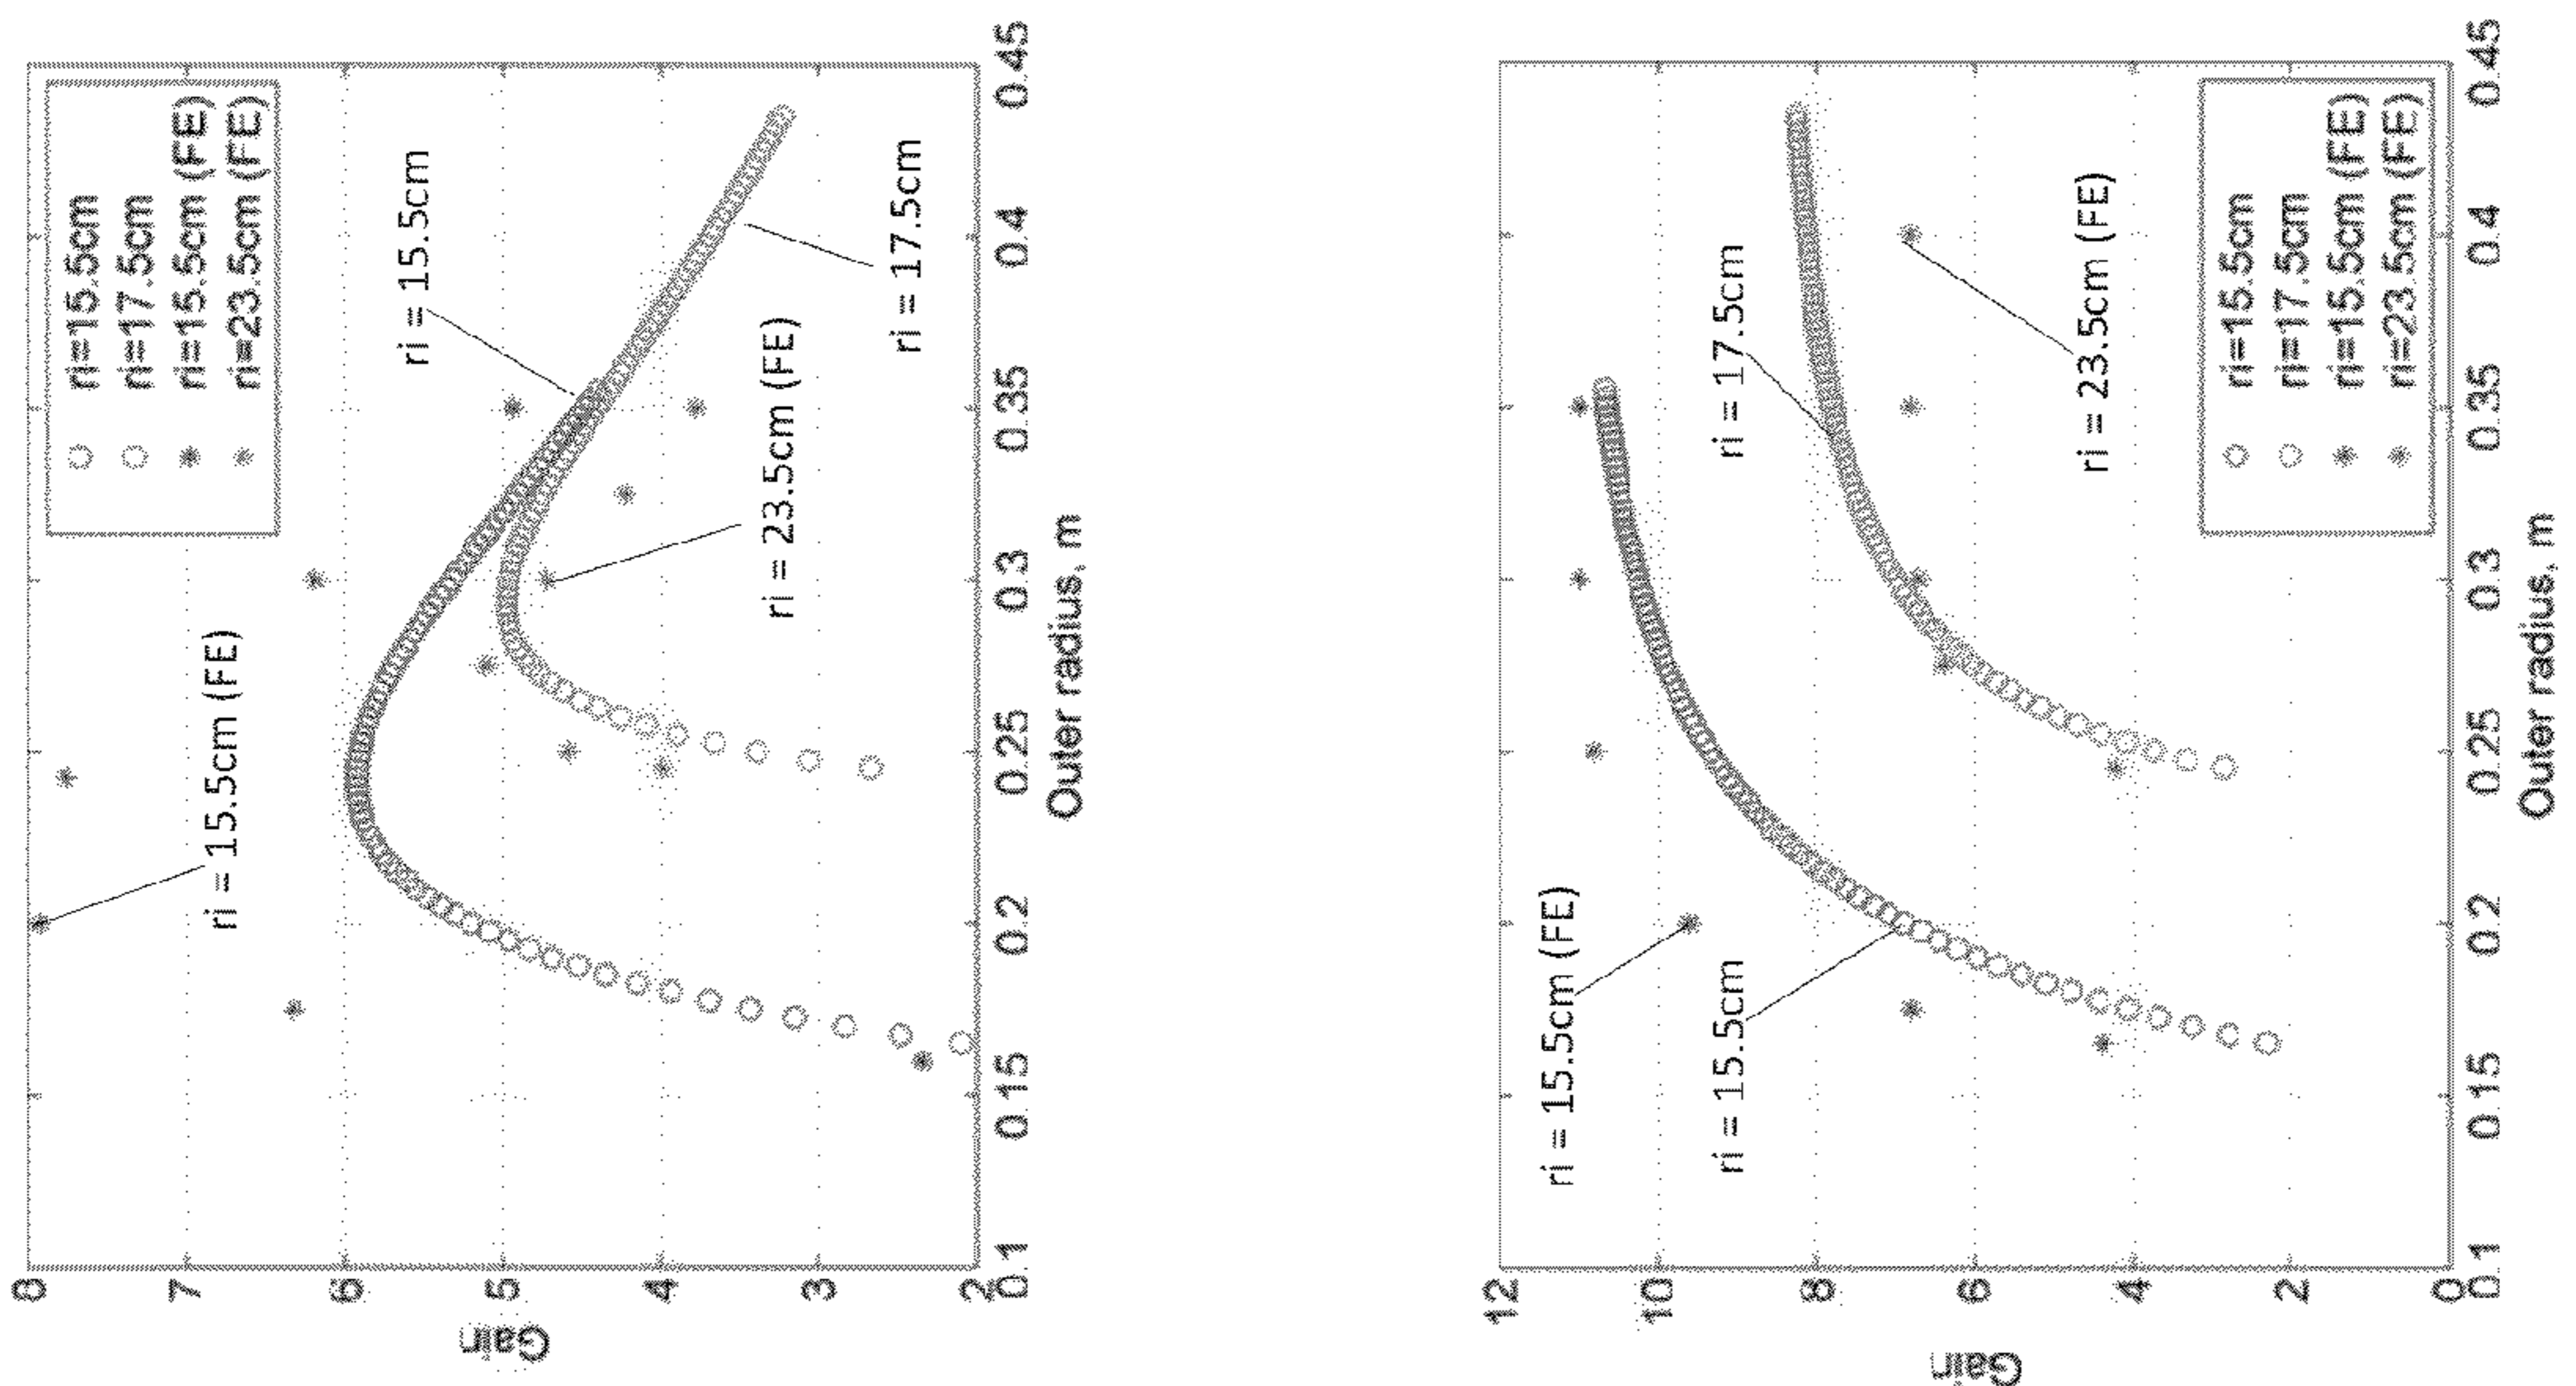 ri=15.5cm
ri=17.5cm
ri=15.5cm (FE)
ri=23.5cm (FE)
ri = 15.5cm (FE)
ri = 15.5cm
ri = 23.5cm (FE)
ri = 17.5cm
8
7
6
5
4
3
2
Gain
0.1
0.15
0.2
0.25
0.3
0.35
0.4
0.45
Outer radius, m
ri = 15.5cm (FE)
ri = 15.5cm
ri = 17.5cm
ri = 23.5cm (FE)
ri=15.5cm
ri=17.5cm
ri=15.5cm (FE)
ri=23.5cm (FE)
12
10
8
6
4
2
0
Gain
0.1
0.15
0.2
0.25
0.3
0.35
0.4
0.45
Outer radius, m